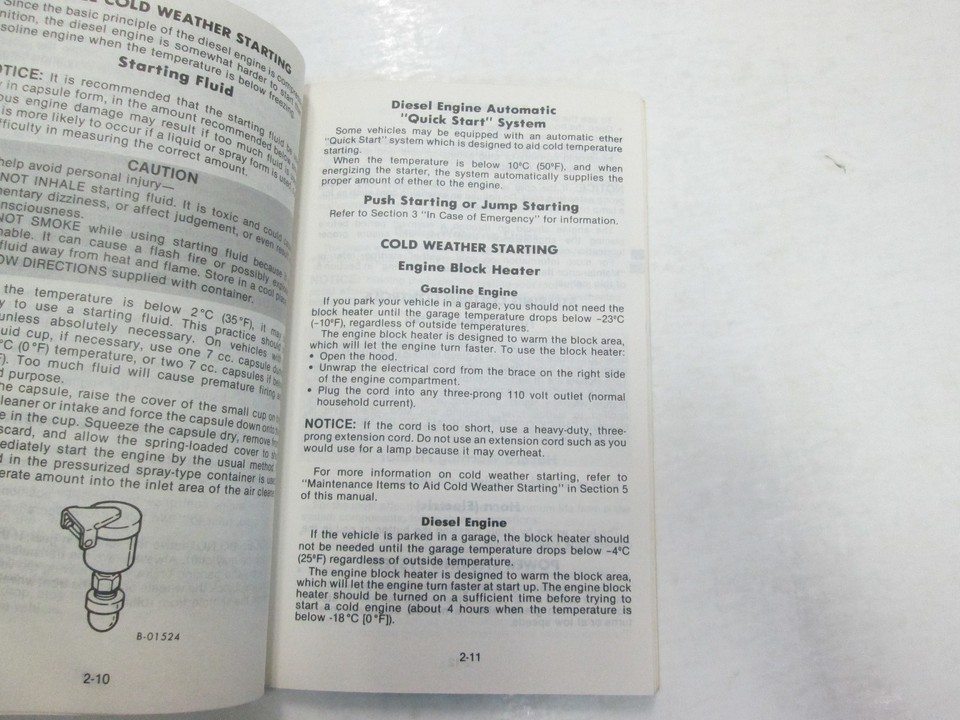 COLD WEATHER STARTING
Since the basic principle of the diesel engine is
the diesel engine is somewhat harder to start
engine when the temperature is below freezing.
Starting Fluid
It is recommended that the starting fluid be
in capsule form, in the amount recommended below
engine damage may result if too much fluid is
is more likely to occur if a liquid or spray form is used
in measuring the correct amount.
CAUTION
help avoid personal injury—
NOT INHALE starting fluid. It is toxic and could
dizziness, or affect judgement, or even
NOT SMOKE while using starting fluid because
It can cause a flash fire or possibly
fluid away from heat and flame. Store in a cool
DIRECTIONS supplied with container.
the temperature is below 2°C (35°F), it may
to use a starting fluid. This practice should
unless absolutely necessary. On vehicles
cup, if necessary, use one 7 cc. capsule
(0°F) temperature, or two 7 cc. capsules if
Too much fluid will cause premature firing
purpose.
the capsule, raise the cover of the small cup on
or intake and force the capsule down
in the cup. Squeeze the capsule dry, remove
and allow the spring-loaded cover to
start the engine by the usual method
in the pressurized spray-type container is
amount into the inlet area of the air
B-01524
2-10
Diesel Engine Automatic
"Quick Start" System
Some vehicles may be equipped with an automatic ether
"Quick Start" system which is designed to aid cold temperature
starting.
When the temperature is below 10°C (50°F), and when
energizing the starter, the system automatically supplies the
proper amount of ether to the engine.
Push Starting or Jump Starting
Refer to Section 3 "In Case of Emergency" for information.
COLD WEATHER STARTING
Engine Block Heater
Gasoline Engine
If you park your vehicle in a garage, you should not need the
block heater until the garage temperature drops below –23°C
(–10°F), regardless of outside temperatures.
The engine block heater is designed to warm the block area,
which will let the engine turn faster. To use the block heater:
• Open the hood.
• Unwrap the electrical cord from the brace on the right side
of the engine compartment.
• Plug the cord into any three-prong 110 volt outlet (normal
household current).
NOTICE: If the cord is too short, use a heavy-duty, three-
prong extension cord. Do not use an extension cord such as you
would use for a lamp because it may overheat.
For more information on cold weather starting, refer to
"Maintenance Items to Aid Cold Weather Starting" in Section 5
of this manual.
Diesel Engine
If the vehicle is parked in a garage, the block heater should
not be needed until the garage temperature drops below –4°C
(25°F) regardless of outside temperature.
The engine block heater is designed to warm the block area,
which will let the engine turn faster at start up. The engine block
heater should be turned on a sufficient time before trying to
start a cold engine (about 4 hours when the temperature is
below -18°C [0°F]).
2-11